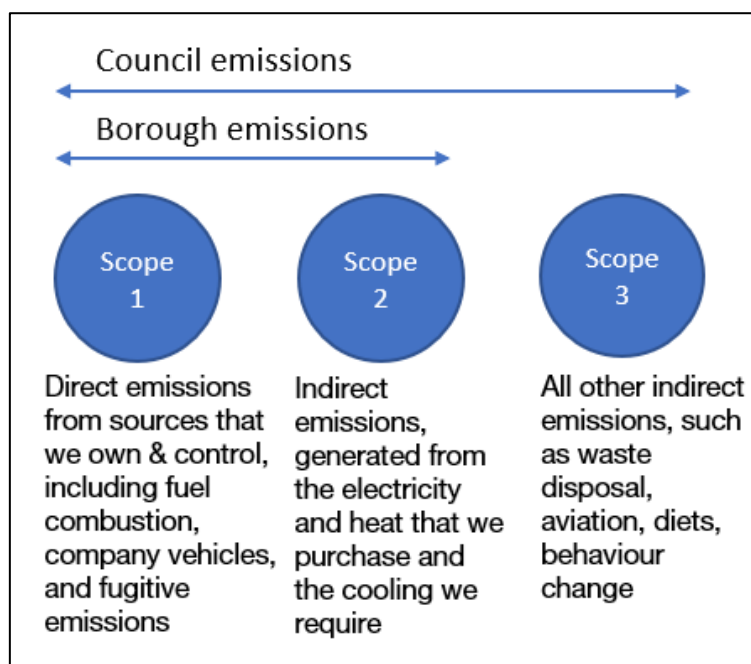 Council emissions
Borough emissions
Scope
1
Scope
2
Scope
3
Direct emissions
from sources that
we own & control,
including fuel
combustion,
company vehicles,
and fugitive
emissions
Indirect
emissions,
generated from
the electricity
and heat that we
purchase and
the cooling we
require
All other indirect
emissions, such
as waste
disposal,
aviation, diets,
behaviour
change